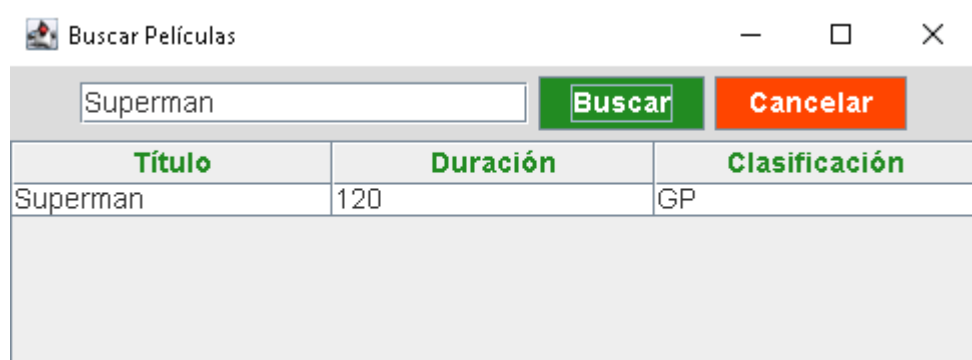 Buscar Películas
Superman Buscar Cancelar
Título Duración Clasificación
Superman 120 GP